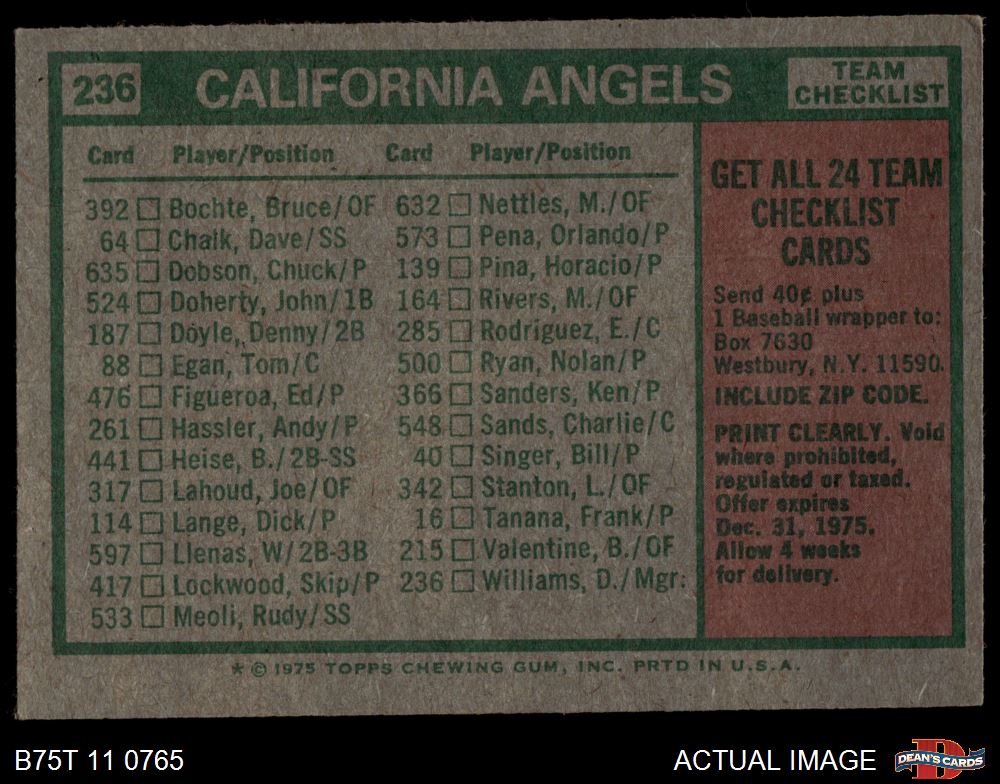 236 CALIFORNIA ANGELS TEAM CHECKLIST
Card Player/Position
392 Bochte, Bruce/OF
64 Chalk, Dave/SS
635 Dobson, Chuck/P
524 Doherty, John/1B
187 Doyle, Denny/2B
88 Egan, Tom/C
476 Figueroa, Ed/P
261 Hassler, Andy/P
441 Heise, B./2B-SS
317 Lahoud, Joe/OF
114 Lange, Dick/P
597 Llenas, W/2B-3B
417 Lockwood, Skip/P
533 Meoli, Rudy/SS
Card Player/Position
632 Nettles, M./OF
573 Pena, Orlando/P
139 Pina, Horacio/P
164 Rivers, M./OF
285 Rodriguez, E./C
500 Ryan, Nolan/P
366 Sanders, Ken/P
548 Sands, Charlie/C
40 Singer, Bill/P
342 Stanton, L./OF
16 Tanana, Frank/P
215 Valentine, B./OF
236 Williams, D./Mgr.
GET ALL 24 TEAM
CHECKLIST
CARDS
Send 40¢ plus
1 Baseball wrapper to:
Box 7630
Westbury, N.Y. 11590.
INCLUDE ZIP CODE.
PRINT CLEARLY. Void
where prohibited,
regulated or taxed.
Offer expires
Dec. 31, 1975.
Allow 4 weeks
for delivery.
* © 1975 TOPPS CHEWING GUM, INC. PRTD IN U.S.A.
B75T 11 0765
ACTUAL IMAGE
D
DEAN'S CARDS